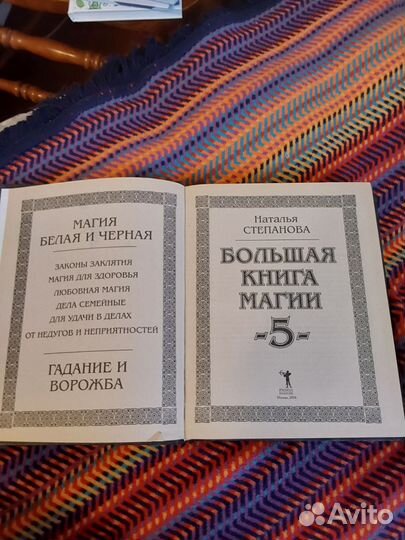 МАГИЯ
БЕЛАЯ И ЧЕРНАЯ
ЗАКОНЫ ЗАКЛЯТИЯ
МАГИЯ ДЛЯ ЗДОРОВЬЯ
ЛЮБОВНАЯ МАГИЯ
ДЕЛА СЕМЕЙНЫЕ
ДЛЯ УДАЧИ В ДЕЛАХ
ОТ НЕДУГОВ И НЕПРИЯТНОСТЕЙ
ГАДАНИЕ И
ВОРОЖБА
Наталья
СТЕПАНОВА
БОЛЬШАЯ
КНИГА
МАГИИ
-5-
Avito